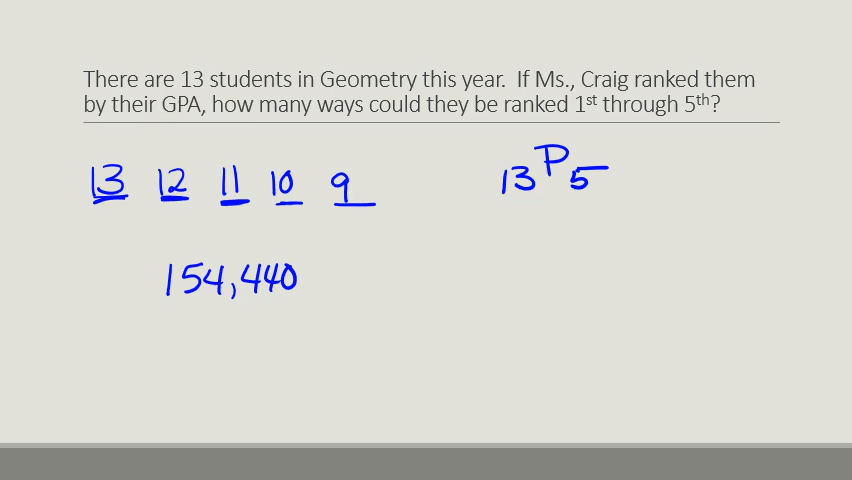 There are 13 students in Geometry this year. If Ms., Craig ranked them
by their GPA, how many ways could they be ranked 1st through 5th?
13 12 11 10 9
13P5
154,440